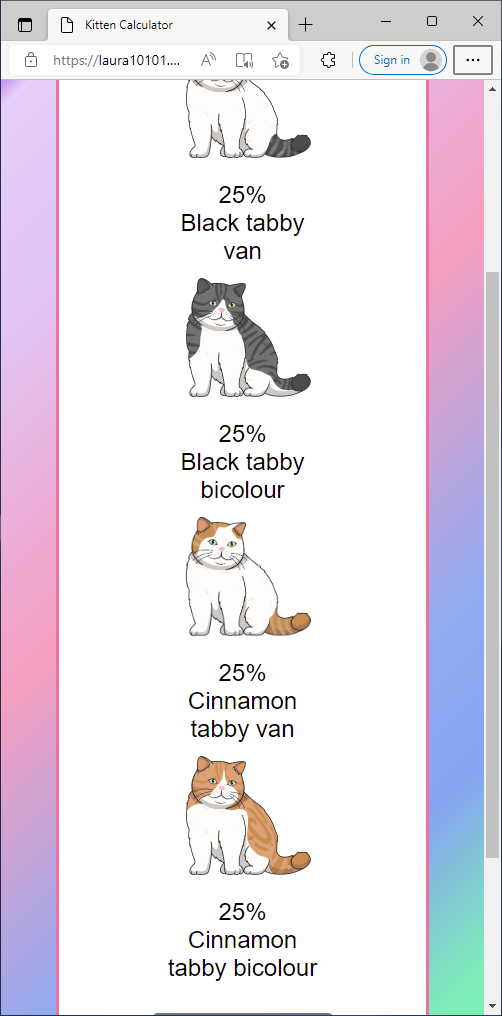 Kitten Calculator
https://laura10101....
Sign in
25%
Black tabby
van
25%
Black tabby
bicolour
25%
Cinnamon
tabby van
25%
Cinnamon
tabby bicolour